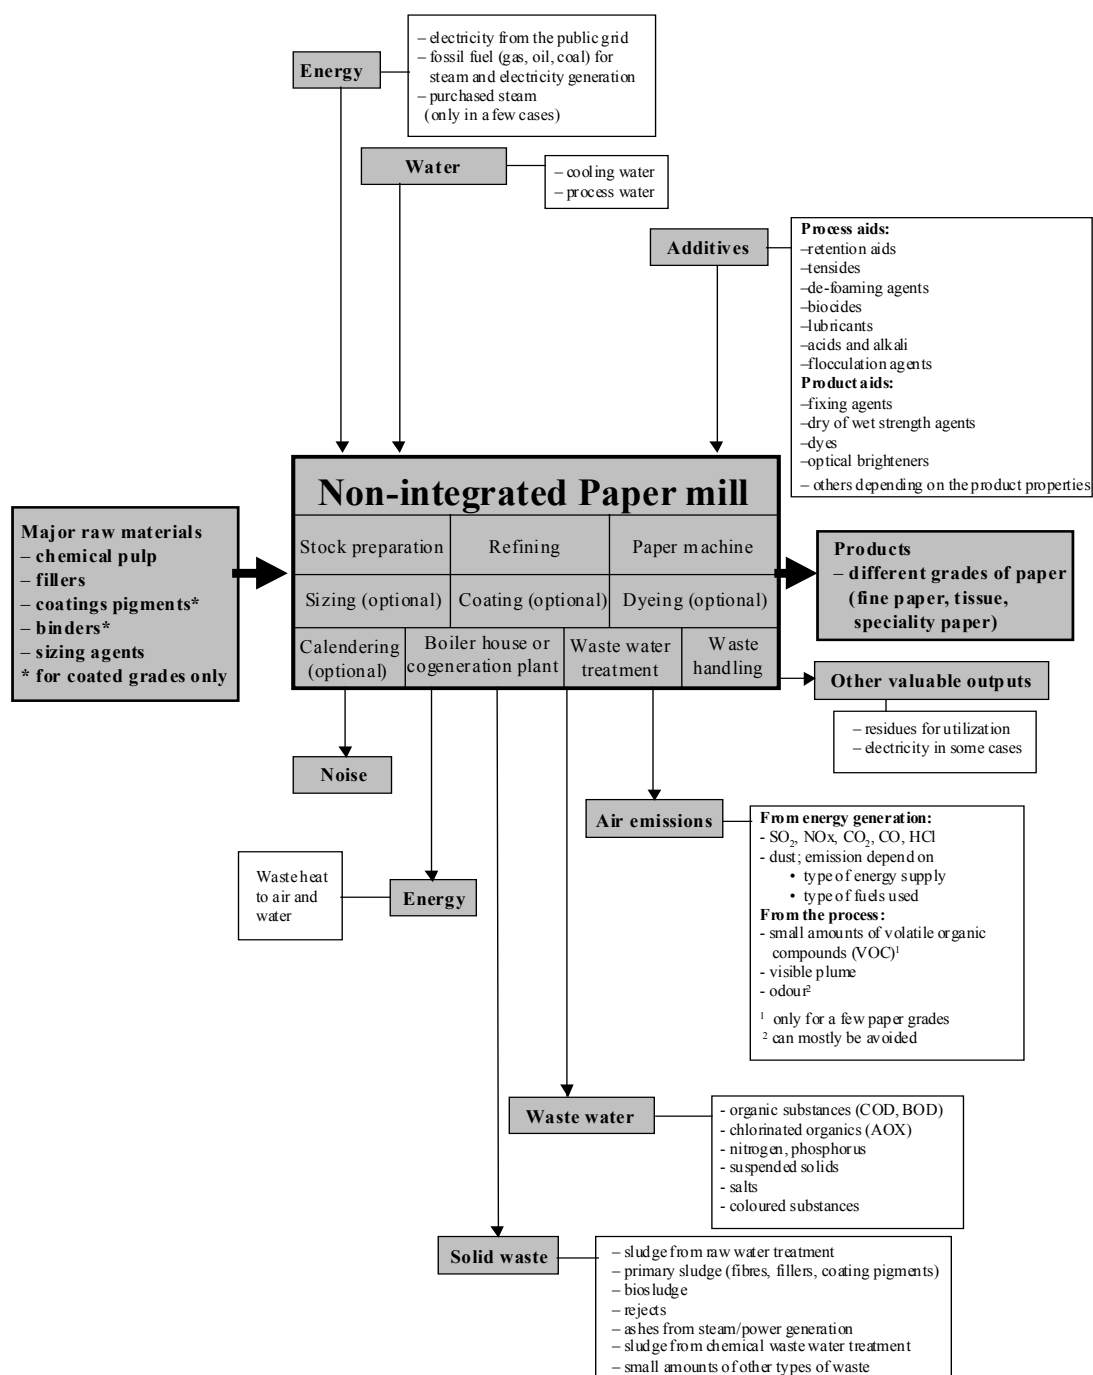 Energy
– electricity from the public grid
– fossil fuel (gas, oil, coal) for
steam and electricity generation
– purchased steam
(only in a few cases)
Water
– cooling water
– process water
Additives
Process aids:
–retention aids
–tensides
–de-foaming agents
–biocides
–lubricants
–acids and alkali
–flocculation agents
Product aids:
–fixing agents
–dry of wet strength agents
–dyes
–optical brighteners
– others depending on the product properties
Major raw materials
– chemical pulp
– fillers
– coatings pigments*
– binders*
– sizing agents
* for coated grades only
Non-integrated Paper mill
Stock preparation
Refining
Paper machine
Sizing (optional)
Coating (optional)
Dyeing (optional)
Calendering
(optional)
Boiler house or
cogeneration plant
Waste water
treatment
Waste
handling
Products
– different grades of paper
(fine paper, tissue,
speciality paper)
Other valuable outputs
– residues for utilization
– electricity in some cases
Noise
Air emissions
From energy generation:
- SO₂, NOx, CO₂, CO, HCl
- dust; emission depend on
• type of energy supply
• type of fuels used
From the process:
- small amounts of volatile organic
compounds (VOC)¹
- visible plume
- odour²
¹ only for a few paper grades
² can mostly be avoided
Waste heat
to air and
water
Energy
Waste water
- organic substances (COD, BOD)
- chlorinated organics (AOX)
- nitrogen, phosphorus
- suspended solids
- salts
- coloured substances
Solid waste
– sludge from raw water treatment
– primary sludge (fibres, fillers, coating pigments)
– biosludge
– rejects
– ashes from steam/power generation
– sludge from chemical waste water treatment
– small amounts of other types of waste